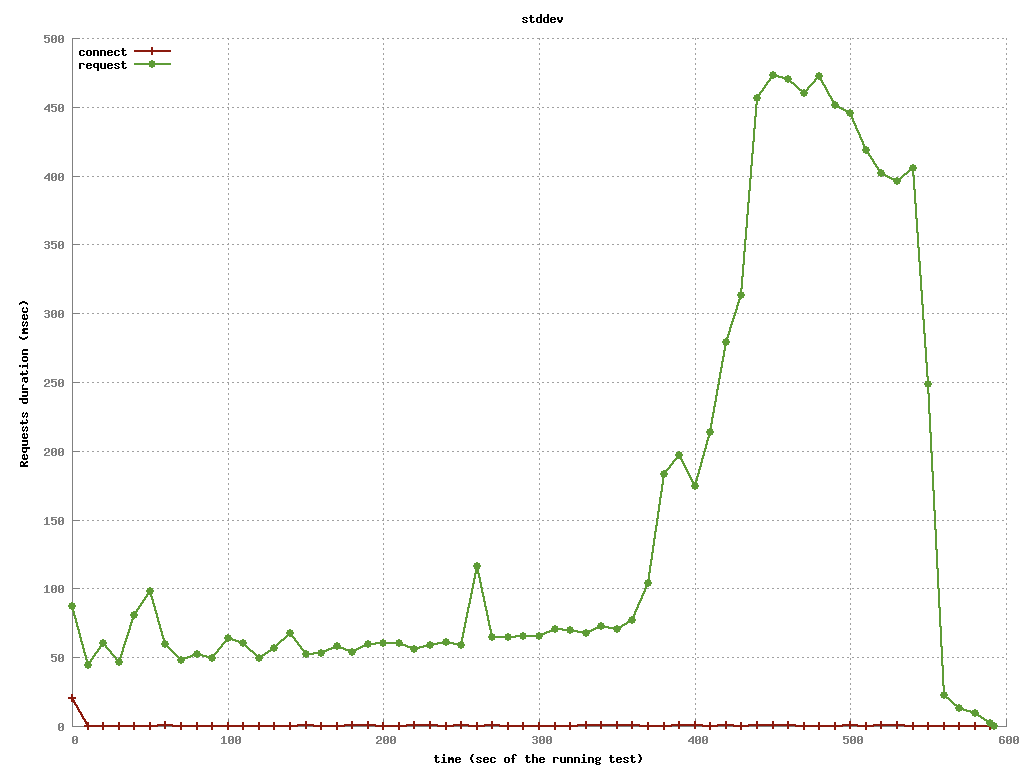 stddev
connect
request
500
450
400
350
300
250
200
150
100
50
0
Requests duration (msec)
0 100 200 300 400 500 600
time (sec of the running test)